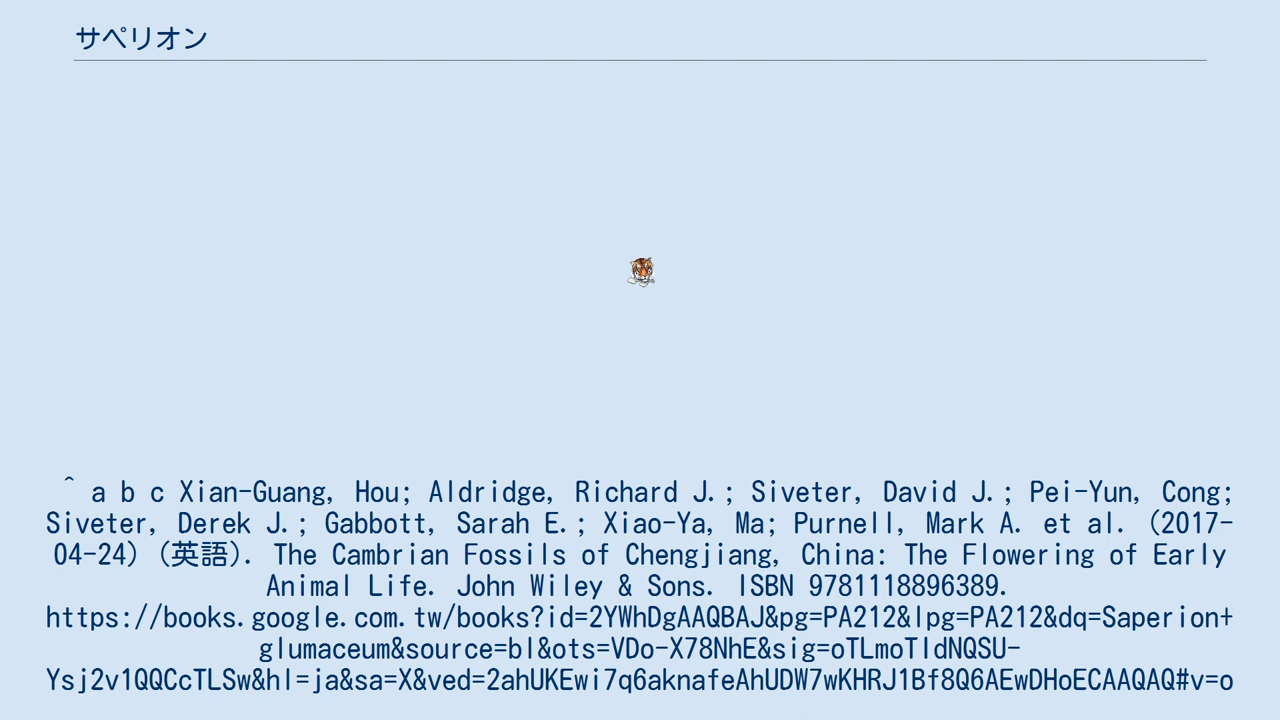 サペリオン
^ a b c Xian-Guang, Hou; Aldridge, Richard J.; Siveter, David J.; Pei-Yun, Cong;
Siveter, Derek J.; Gabbott, Sarah E.; Xiao-Ya, Ma; Purnell, Mark A. et al. (2017-
04-24) (英語). The Cambrian Fossils of Chengjiang, China: The Flowering of Early
Animal Life. John Wiley & Sons. ISBN 9781118896389.
https://books.google.com.tw/books?id=2YWhDgAAQBAJ&pg=PA212&lpg=PA212&dq=Saperion+
glumaceum&source=bl&ots=VDo-X78NhE&sig=oTLmoTldNQSU-
Ysj2v1QQCcTLSw&hl=ja&sa=X&ved=2ahUKEwi7q6aknafeAhUDW7wKHRJ1Bf8Q6AEwDHoECAAQAQ#v=o